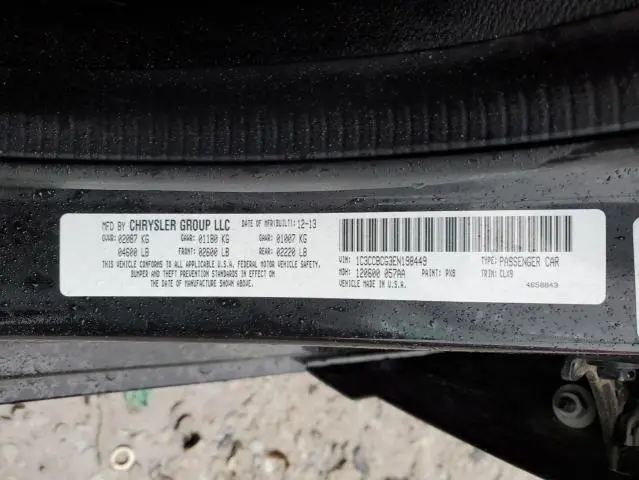 MFD BY CHRYSLER GROUP LLC DATE OF MFR(BUILT): 12-13
GVWR: 02087 KG GAWR: 01180 KG GAWR: 01007 KG
04600 LB FRONT: 02600 LB REAR: 02220 LB
THIS VEHICLE CONFORMS TO ALL APPLICABLE U.S.A. FEDERAL MOTOR VEHICLE SAFETY,
BUMPER AND THEFT PREVENTION STANDARDS IN EFFECT ON
THE DATE OF MANUFACTURE SHOWN ABOVE.
VIN: 1C3CCBCG3EN198449 TYPE: PASSENGER CAR
MDH: 120600 057AA PAINT: PX8 TRIM: CLX9
VEHICLE MADE IN U.S.A. 4658843